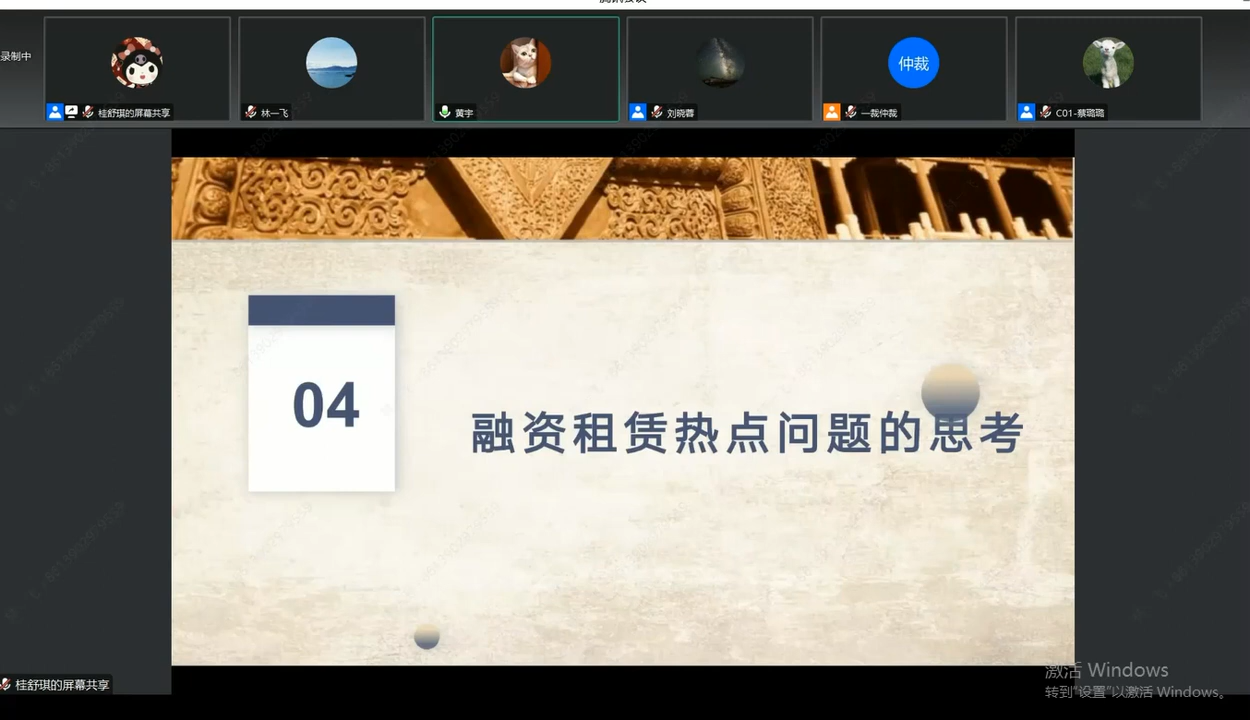 录制中
桂舒琪的屏幕共享
林一飞
黄宇
刘晓蓉
仲裁
一裁仲裁
C01-蔡璐璐
04
融资租赁热点问题的思考
桂舒琪的屏幕共享
激活 Windows
转到"设置"以激活 Windows。